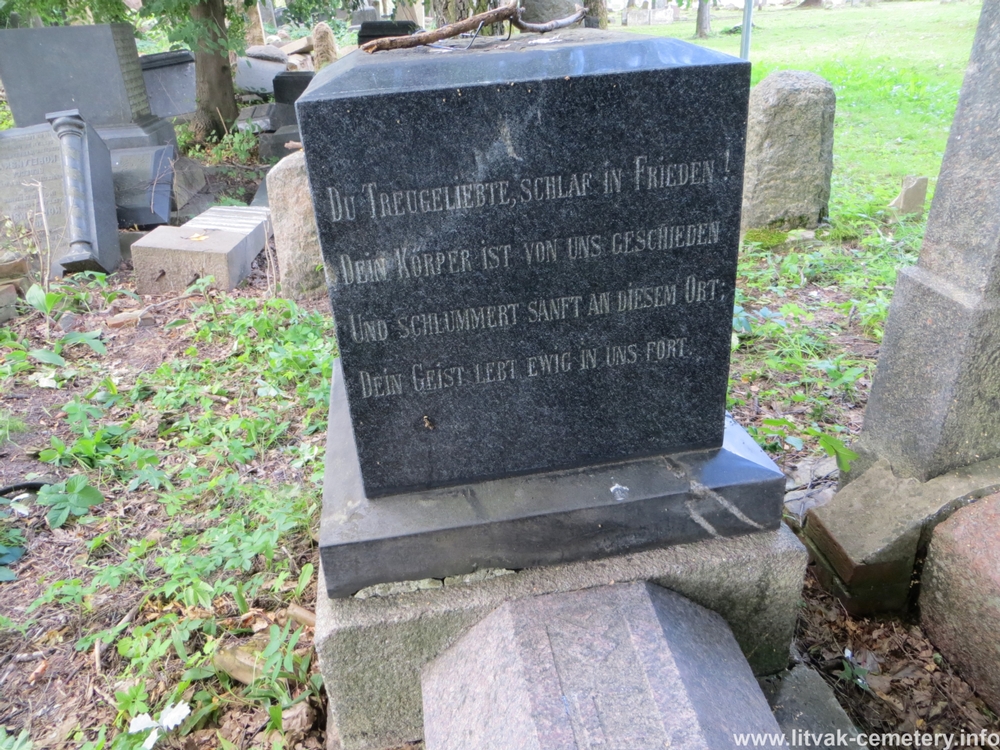 Du Treugeliebte, schlaf in Frieden!
Dein Körper ist von uns geschieden
Und schlummert sanft an diesem Ort;
Dein Geist lebt ewig in uns fort.
www.litvak-cemetery.info